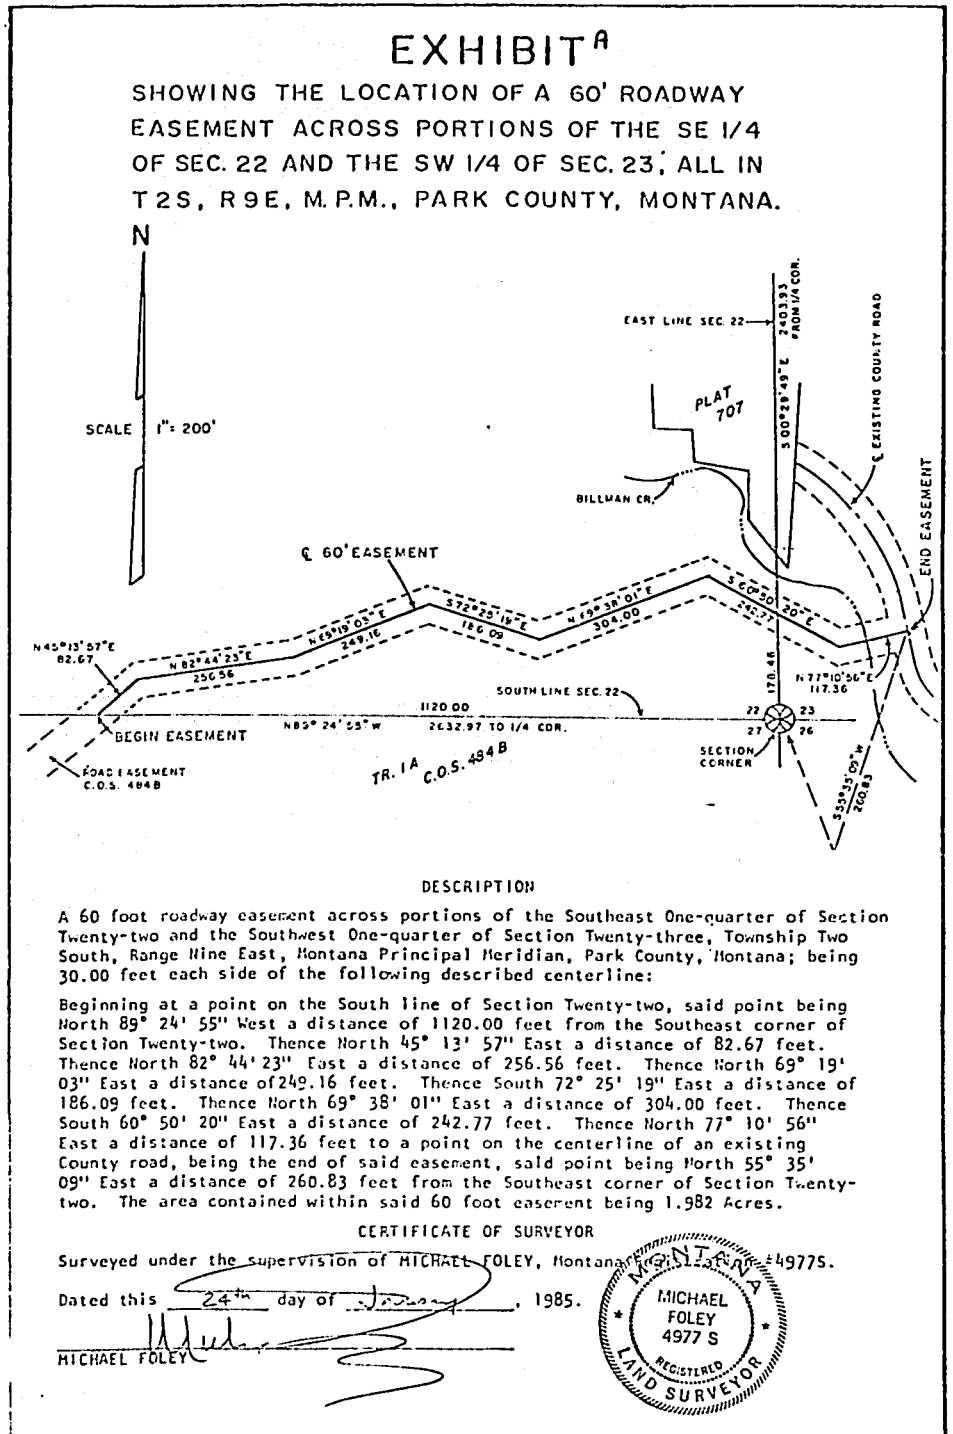 EXHIBIT A
SHOWING THE LOCATION OF A 60' ROADWAY
EASEMENT ACROSS PORTIONS OF THE SE 1/4
OF SEC. 22 AND THE SW 1/4 OF SEC. 23, ALL IN
T2S, R9E, M.P.M., PARK COUNTY, MONTANA.
N
SCALE 1"= 200'
EAST LINE SEC. 22
S 00°29'49" E 2403.93
FROM 1/4 COR.
℄ EXISTING COUNTY ROAD
PLAT
707
BILLMAN CR.
END EASEMENT
℄ 60' EASEMENT
N 45°13'57" E
82.67
N 82°44'23" E
256.56
N 69°19'03" E
249.16
S 72°25'19" E
186.09
N 69°38'01" E
304.00
S 60°50'20" E
242.77
N 77°10'56" E
117.36
178.46
SOUTH LINE SEC. 22
1120.00
N 89° 24' 55" W 2632.97 TO 1/4 COR.
22 23
27 26
SECTION
CORNER
BEGIN EASEMENT
ROAD EASEMENT
C.O.S. 484B
TR. 1A C.O.S. 484B
S 55°35'09" W
260.83
DESCRIPTION
A 60 foot roadway easement across portions of the Southeast One-quarter of Section
Twenty-two and the Southwest One-quarter of Section Twenty-three, Township Two
South, Range Nine East, Montana Principal Meridian, Park County, Montana; being
30.00 feet each side of the following described centerline:
Beginning at a point on the South line of Section Twenty-two, said point being
North 89° 24' 55" West a distance of 1120.00 feet from the Southeast corner of
Section Twenty-two. Thence North 45° 13' 57" East a distance of 82.67 feet.
Thence North 82° 44' 23" East a distance of 256.56 feet. Thence North 69° 19'
03" East a distance of 249.16 feet. Thence South 72° 25' 19" East a distance of
186.09 feet. Thence North 69° 38' 01" East a distance of 304.00 feet. Thence
South 60° 50' 20" East a distance of 242.77 feet. Thence North 77° 10' 56"
East a distance of 117.36 feet to a point on the centerline of an existing
County road, being the end of said easement, said point being North 55° 35'
09" East a distance of 260.83 feet from the Southeast corner of Section Twenty-
two. The area contained within said 60 foot easement being 1.982 Acres.
CERTIFICATE OF SURVEYOR
Surveyed under the supervision of MICHAEL FOLEY, Montana #4977S.
Dated this 24th day of January, 1985.
MICHAEL FOLEY
MONTANA
MICHAEL
FOLEY
4977 S
REGISTERED
LAND SURVEYOR